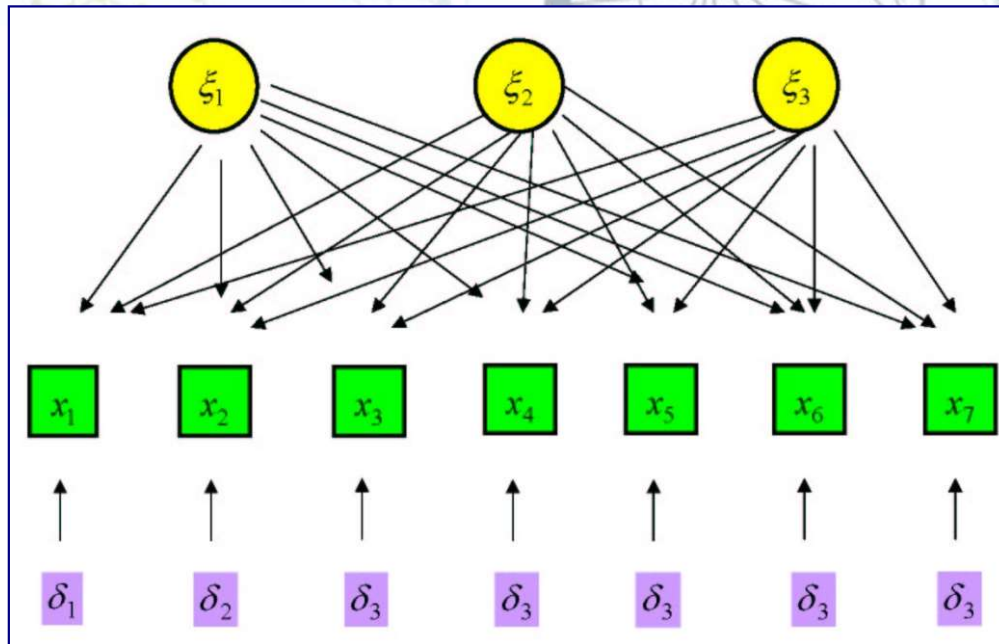 ξ₁ ξ₂ ξ₃
x₁ x₂ x₃ x₄ x₅ x₆ x₇
δ₁ δ₂ δ₃ δ₃ δ₃ δ₃ δ₃